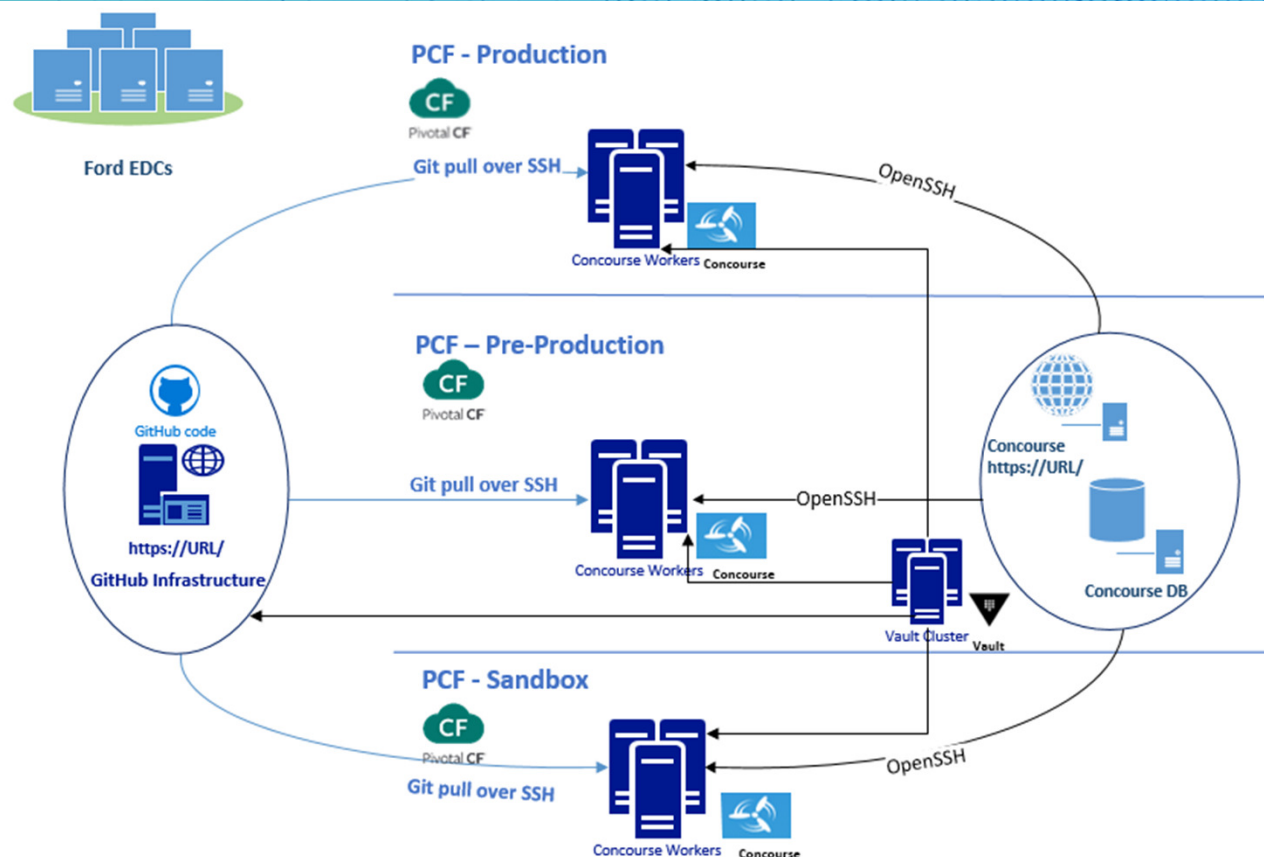 Ford EDCs
PCF - Production
CF
Pivotal CF
Git pull over SSH
OpenSSH
Concourse Workers
Concourse
PCF – Pre-Production
CF
Pivotal CF
GitHub code
https://URL/
GitHub Infrastructure
Git pull over SSH
OpenSSH
Concourse Workers
Concourse
Concourse
https://URL/
Concourse DB
Vault Cluster
Vault
PCF - Sandbox
CF
Pivotal CF
Git pull over SSH
OpenSSH
Concourse Workers
Concourse